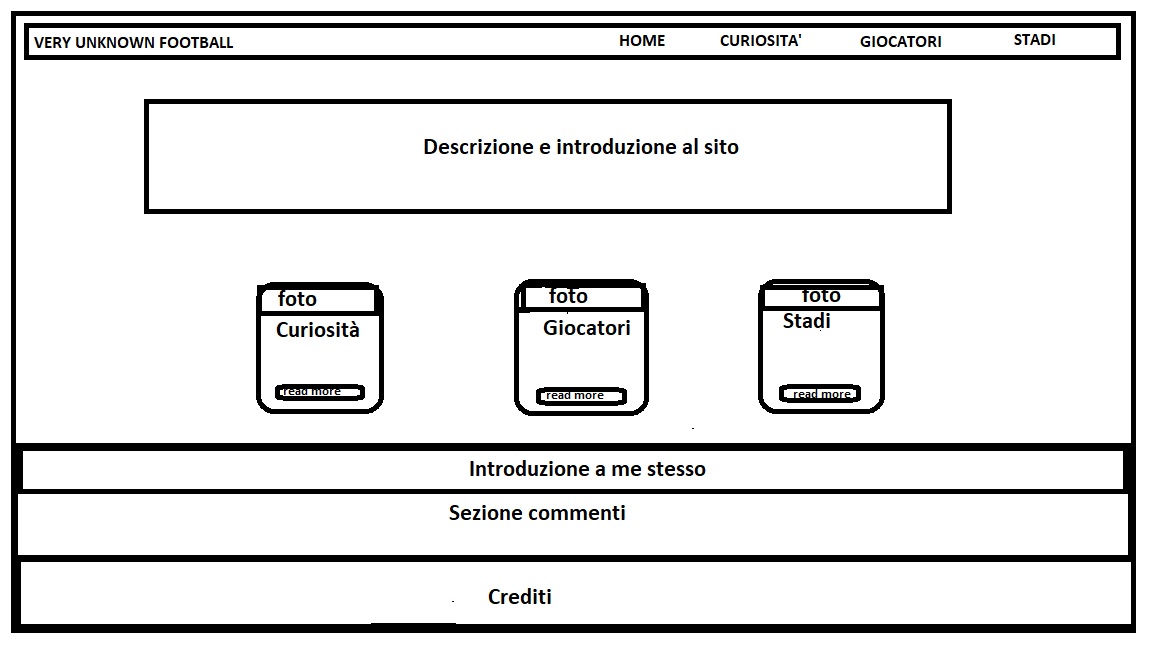 VERY UNKNOWN FOOTBALL HOME CURIOSITA' GIOCATORI STADI
Descrizione e introduzione al sito
foto
Curiosità
read more
foto
Giocatori
read more
foto
Stadi
read more
Introduzione a me stesso
Sezione commenti
Crediti